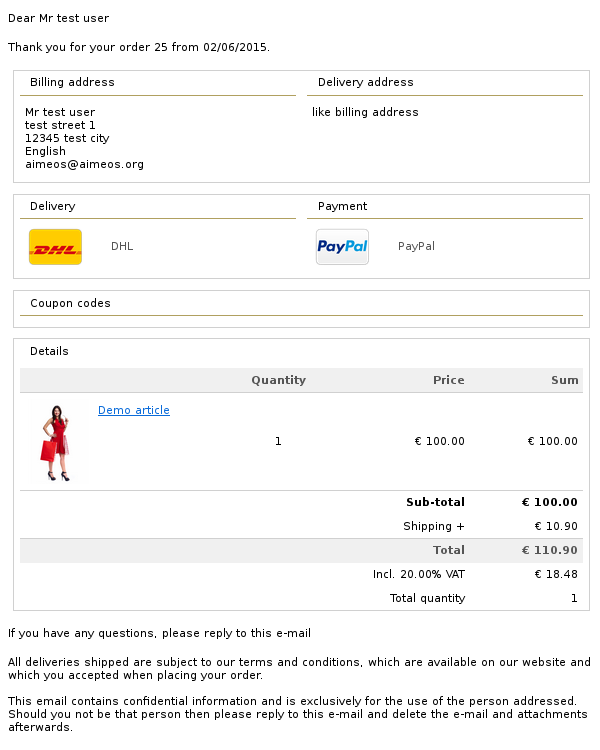 Dear Mr test user
Thank you for your order 25 from 02/06/2015.
Billing address
Mr test user
test street 1
12345 test city
English
aimeos@aimeos.org
Delivery address
like billing address
Delivery
DHL
DHL
Payment
PayPal
PayPal
Coupon codes
Details
Quantity Price Sum
Demo article
1 € 100.00 € 100.00
Sub-total € 100.00
Shipping + € 10.90
Total € 110.90
Incl. 20.00% VAT € 18.48
Total quantity 1
If you have any questions, please reply to this e-mail
All deliveries shipped are subject to our terms and conditions, which are available on our website and
which you accepted when placing your order.
This email contains confidential information and is exclusively for the use of the person addressed.
Should you not be that person then please reply to this e-mail and delete the e-mail and attachments
afterwards.